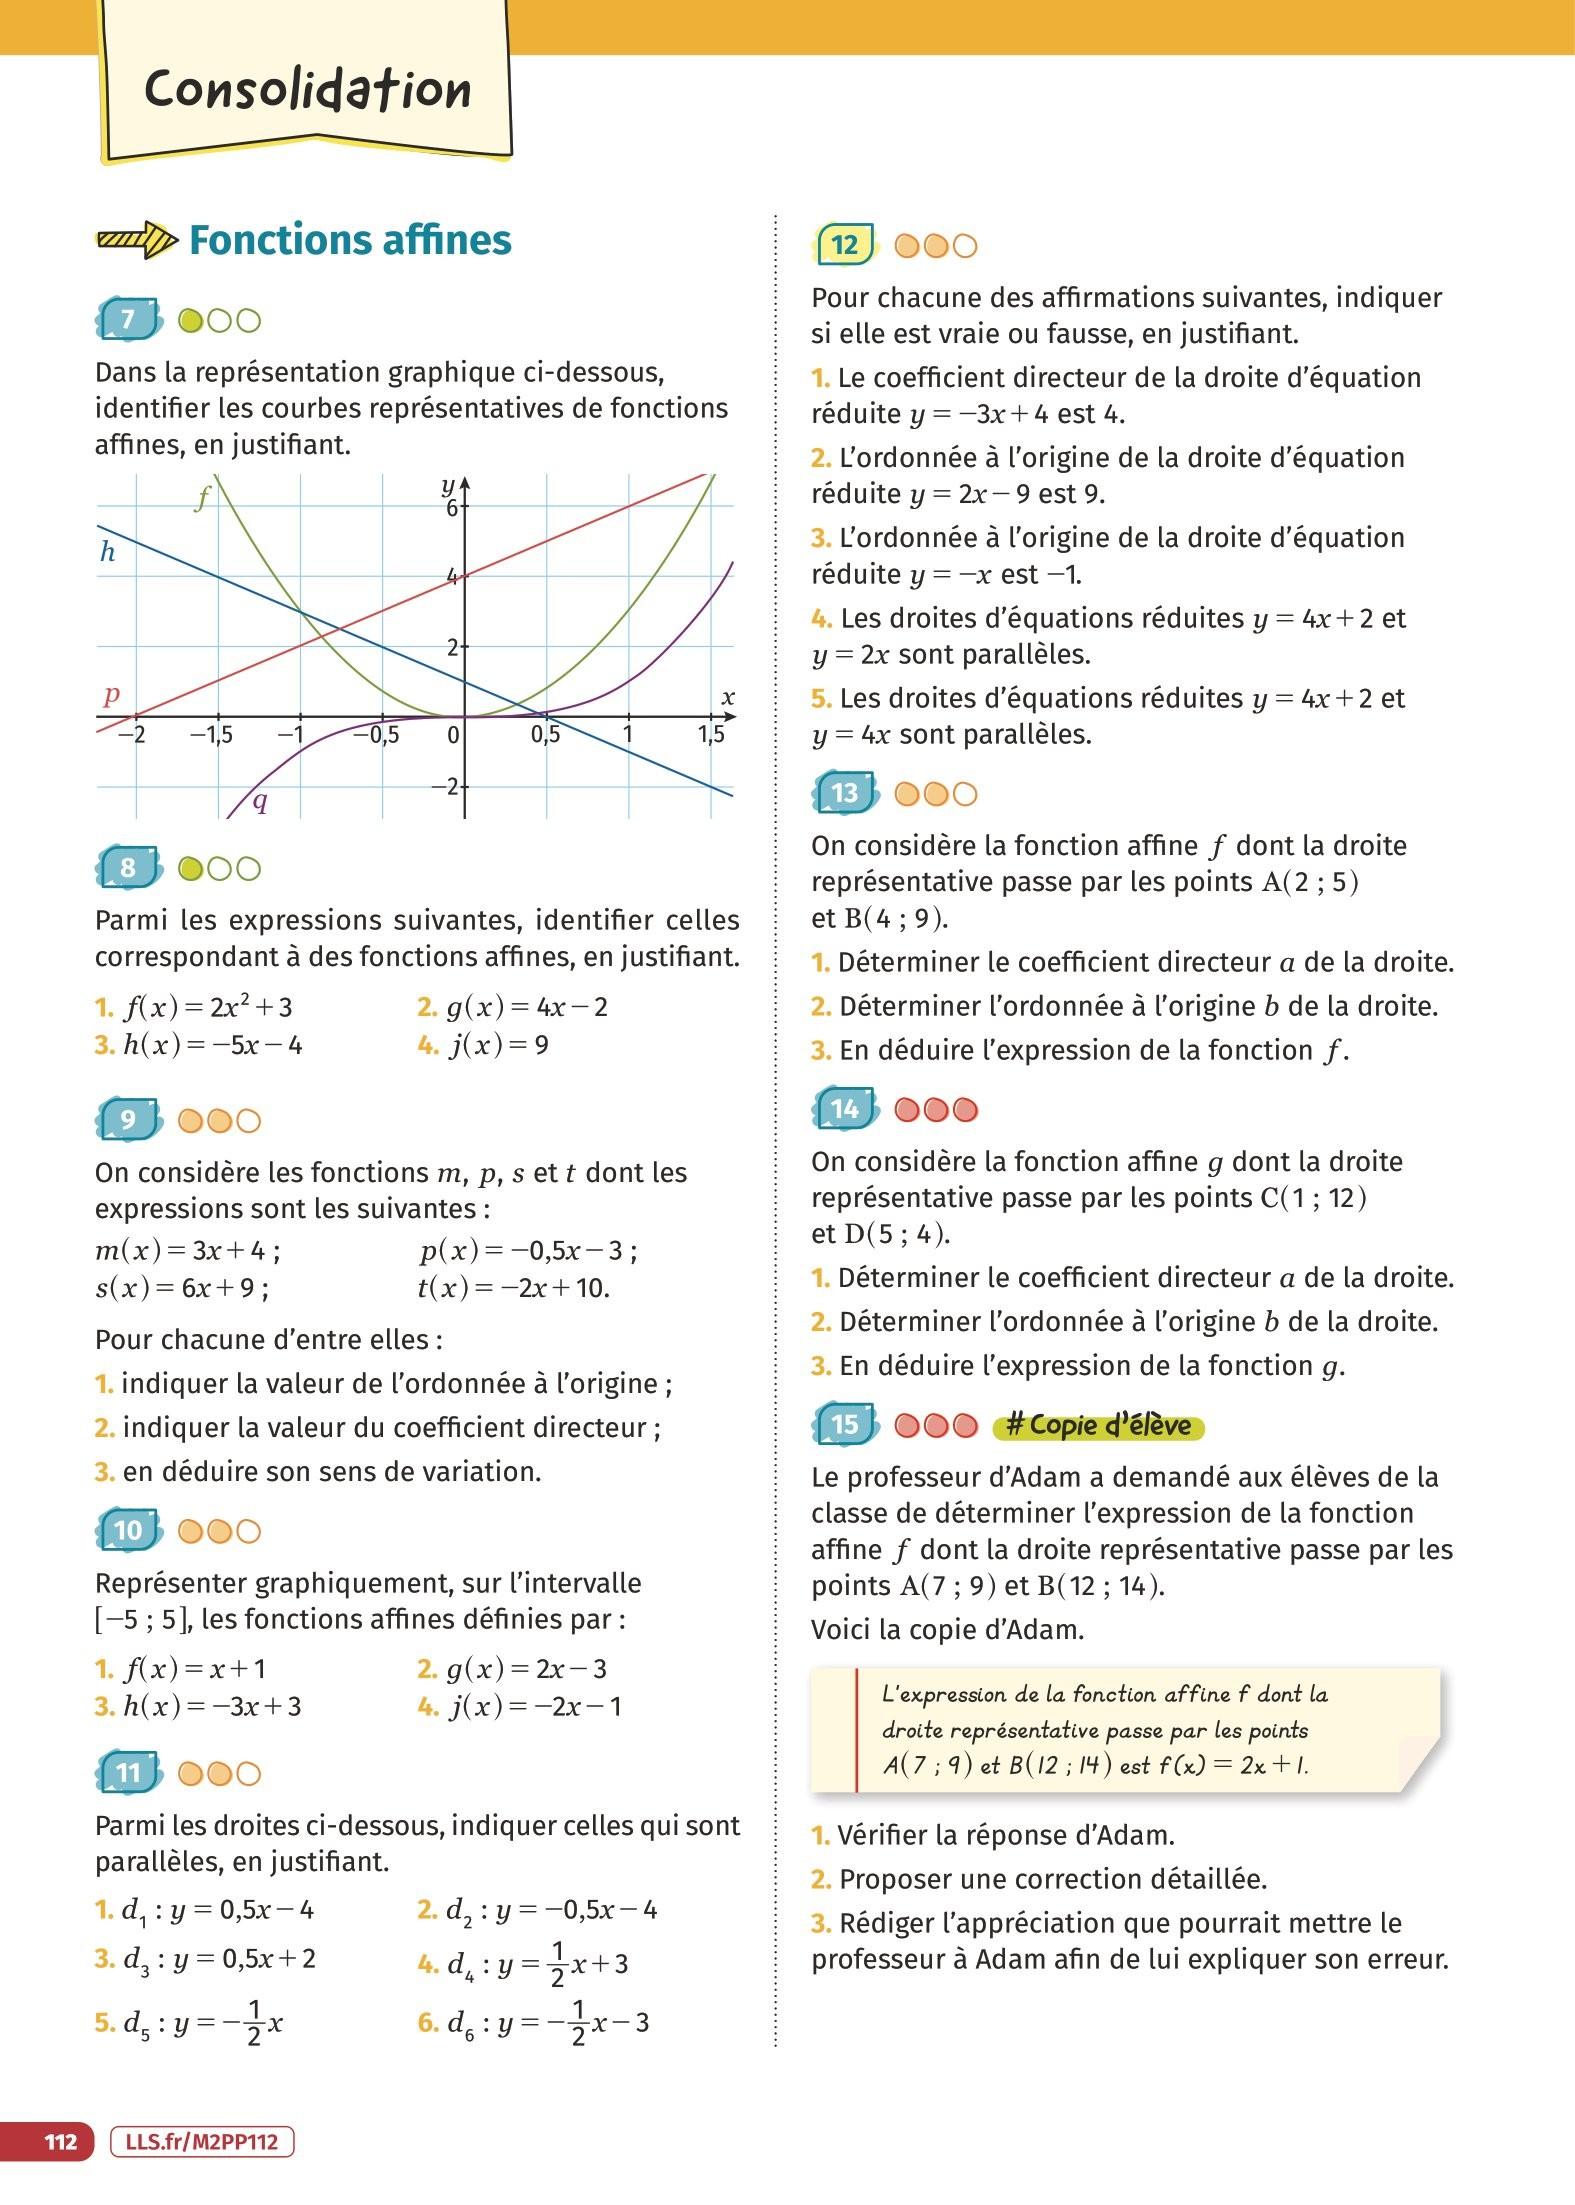 Consolidation
Fonctions affines
7
Dans la représentation graphique ci-dessous,
identifier les courbes représentatives de fonctions
affines, en justifiant.
f
y
6
h
4
2
p
x
−2 −1,5 −1 −0,5 0 0,5 1 1,5
−2
q
8
Parmi les expressions suivantes, identifier celles
correspondant à des fonctions affines, en justifiant.
1. f(x) = 2x² + 3 2. g(x) = 4x − 2
3. h(x) = −5x − 4 4. j(x) = 9
9
On considère les fonctions m, p, s et t dont les
expressions sont les suivantes :
m(x) = 3x + 4 ; p(x) = −0,5x − 3 ;
s(x) = 6x + 9 ; t(x) = −2x + 10.
Pour chacune d'entre elles :
1. indiquer la valeur de l'ordonnée à l'origine ;
2. indiquer la valeur du coefficient directeur ;
3. en déduire son sens de variation.
10
Représenter graphiquement, sur l'intervalle
[−5 ; 5], les fonctions affines définies par :
1. f(x) = x + 1 2. g(x) = 2x − 3
3. h(x) = −3x + 3 4. j(x) = −2x − 1
11
Parmi les droites ci-dessous, indiquer celles qui sont
parallèles, en justifiant.
1. d₁ : y = 0,5x − 4 2. d₂ : y = −0,5x − 4
3. d₃ : y = 0,5x + 2 4. d₄ : y = 1/2 x + 3
5. d₅ : y = −1/2 x 6. d₆ : y = −1/2 x − 3
12
Pour chacune des affirmations suivantes, indiquer
si elle est vraie ou fausse, en justifiant.
1. Le coefficient directeur de la droite d'équation
réduite y = −3x + 4 est 4.
2. L'ordonnée à l'origine de la droite d'équation
réduite y = 2x − 9 est 9.
3. L'ordonnée à l'origine de la droite d'équation
réduite y = −x est −1.
4. Les droites d'équations réduites y = 4x + 2 et
y = 2x sont parallèles.
5. Les droites d'équations réduites y = 4x + 2 et
y = 4x sont parallèles.
13
On considère la fonction affine f dont la droite
représentative passe par les points A(2 ; 5)
et B(4 ; 9).
1. Déterminer le coefficient directeur a de la droite.
2. Déterminer l'ordonnée à l'origine b de la droite.
3. En déduire l'expression de la fonction f.
14
On considère la fonction affine g dont la droite
représentative passe par les points C(1 ; 12)
et D(5 ; 4).
1. Déterminer le coefficient directeur a de la droite.
2. Déterminer l'ordonnée à l'origine b de la droite.
3. En déduire l'expression de la fonction g.
15 # Copie d'élève
Le professeur d'Adam a demandé aux élèves de la
classe de déterminer l'expression de la fonction
affine f dont la droite représentative passe par les
points A(7 ; 9) et B(12 ; 14).
Voici la copie d'Adam.
L'expression de la fonction affine f dont la
droite représentative passe par les points
A(7 ; 9) et B(12 ; 14) est f(x) = 2x + 1.
1. Vérifier la réponse d'Adam.
2. Proposer une correction détaillée.
3. Rédiger l'appréciation que pourrait mettre le
professeur à Adam afin de lui expliquer son erreur.
112 LLS.fr/M2PP112